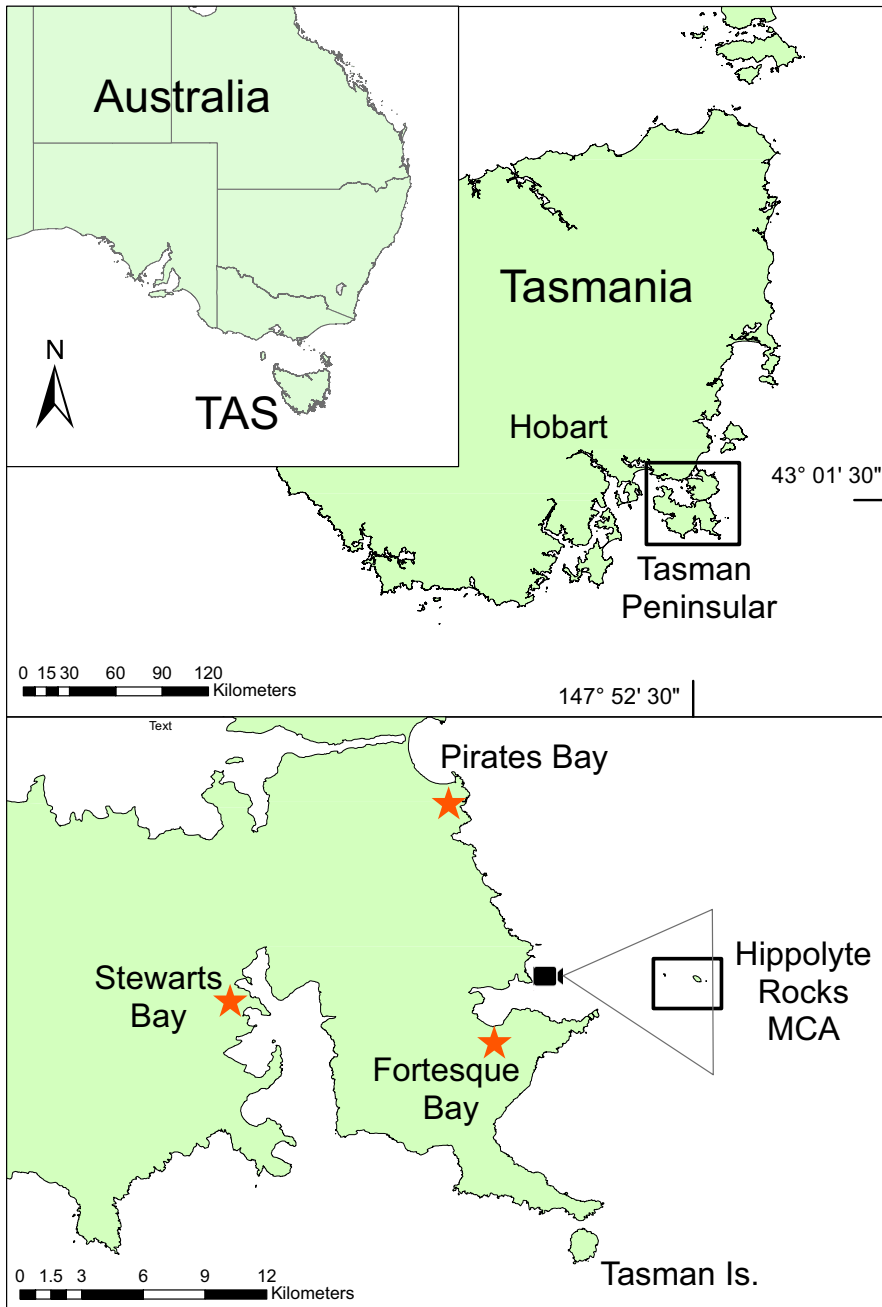 Australia
N
TAS
Tasmania
Hobart
43° 01' 30"
Tasman
Peninsular
0 15 30 60 90 120
Kilometers
147° 52' 30"
Text
Pirates Bay
Stewarts
Bay
Hippolyte
Rocks
MCA
Fortesque
Bay
Tasman Is.
0 1.5 3 6 9 12
Kilometers